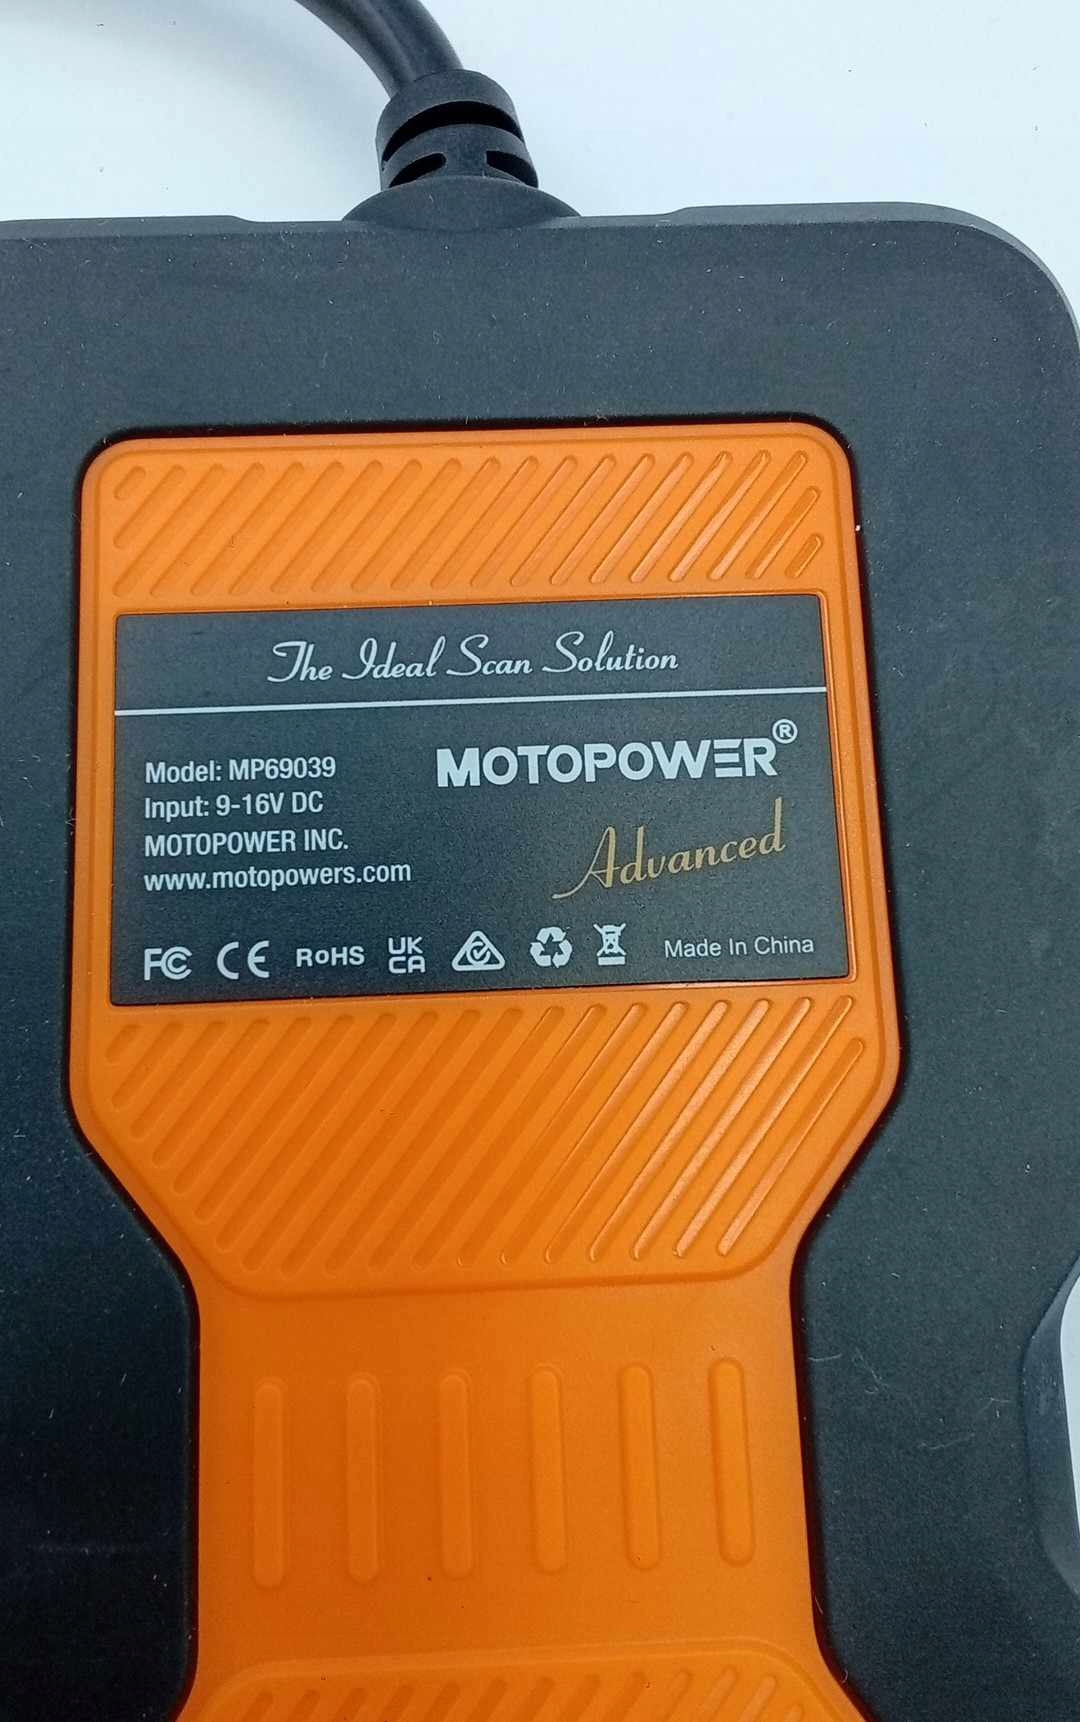 The Ideal Scan Solution
MOTOPOWER®
Advanced
Model: MP69039
Input: 9-16V DC
MOTOPOWER INC.
www.motopowers.com
FC CE RoHS UK CA Made In China